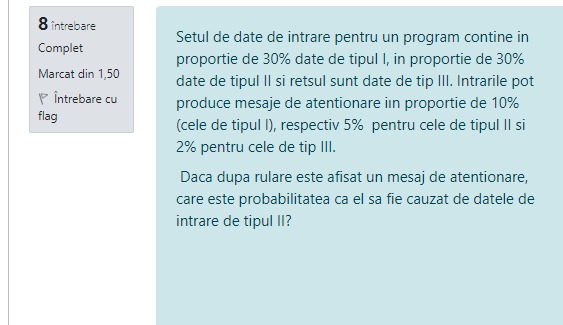 8 întrebare
Complet
Marcat din 1,50
Întrebare cu
flag
Setul de date de intrare pentru un program contine in
proportie de 30% date de tipul I, in proportie de 30%
date de tipul II si retsul sunt date de tip III. Intrarile pot
produce mesaje de atentionare iin proportie de 10%
(cele de tipul I), respectiv 5% pentru cele de tipul II si
2% pentru cele de tip III.
Daca dupa rulare este afisat un mesaj de atentionare,
care este probabilitatea ca el sa fie cauzat de datele de
intrare de tipul II?